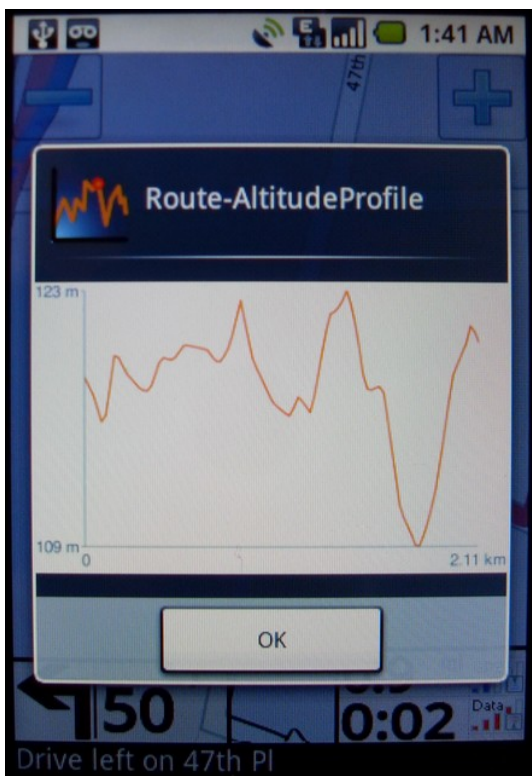 1:41 AM
47th
Route-AltitudeProfile
123 m
109 m
0
2.11 km
OK
50
0:02
Data
Drive left on 47th Pl